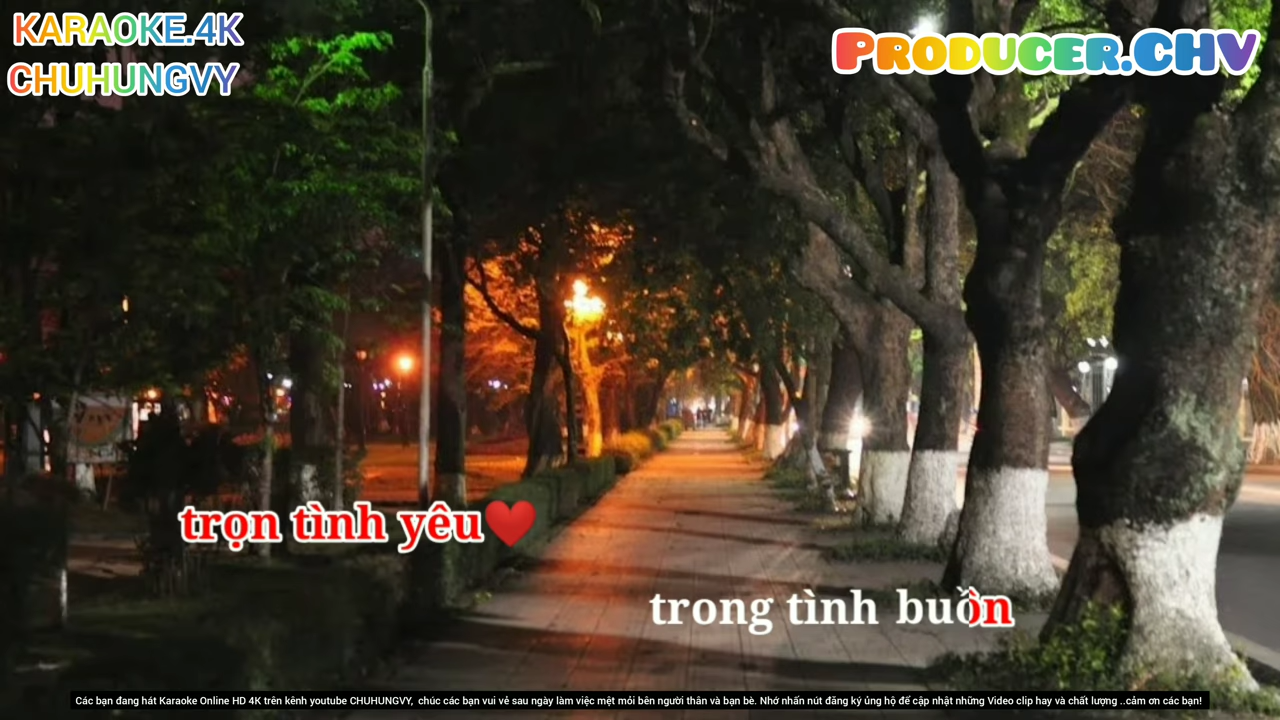 KARAOKE.4K
CHUHUNGVY
PRODUCER.CHV
trọn tình yêu❤️
trong tình buồn
Các bạn đang hát Karaoke Online HD 4K trên kênh youtube CHUHUNGVY, chúc các bạn vui vẻ sau ngày làm việc mệt mỏi bên người thân và bạn bè. Nhớ nhấn nút đăng ký ủng hộ để cập nhật những Video clip hay và chất lượng ..cảm ơn các bạn!